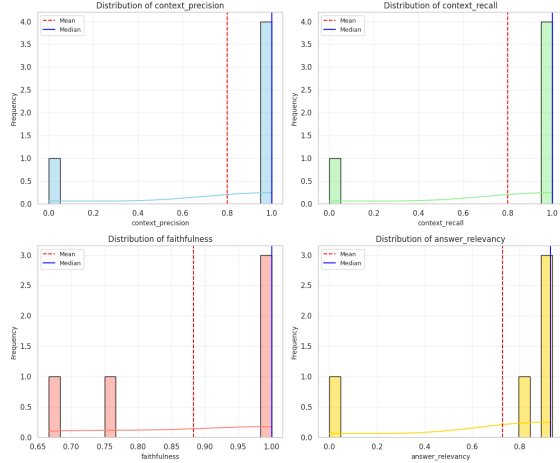 Distribution of context_precision
Mean
Median
Frequency
4.0
3.5
3.0
2.5
2.0
1.5
1.0
0.5
0.0
0.0 0.2 0.4 0.6 0.8 1.0
context_precision
Distribution of context_recall
Mean
Median
Frequency
4.0
3.5
3.0
2.5
2.0
1.5
1.0
0.5
0.0
0.0 0.2 0.4 0.6 0.8 1.0
context_recall
Distribution of faithfulness
Mean
Median
Frequency
3.0
2.5
2.0
1.5
1.0
0.5
0.0
0.65 0.70 0.75 0.80 0.85 0.90 0.95 1.00
faithfulness
Distribution of answer_relevancy
Mean
Median
Frequency
3.0
2.5
2.0
1.5
1.0
0.5
0.0
0.0 0.2 0.4 0.6 0.8
answer_relevancy